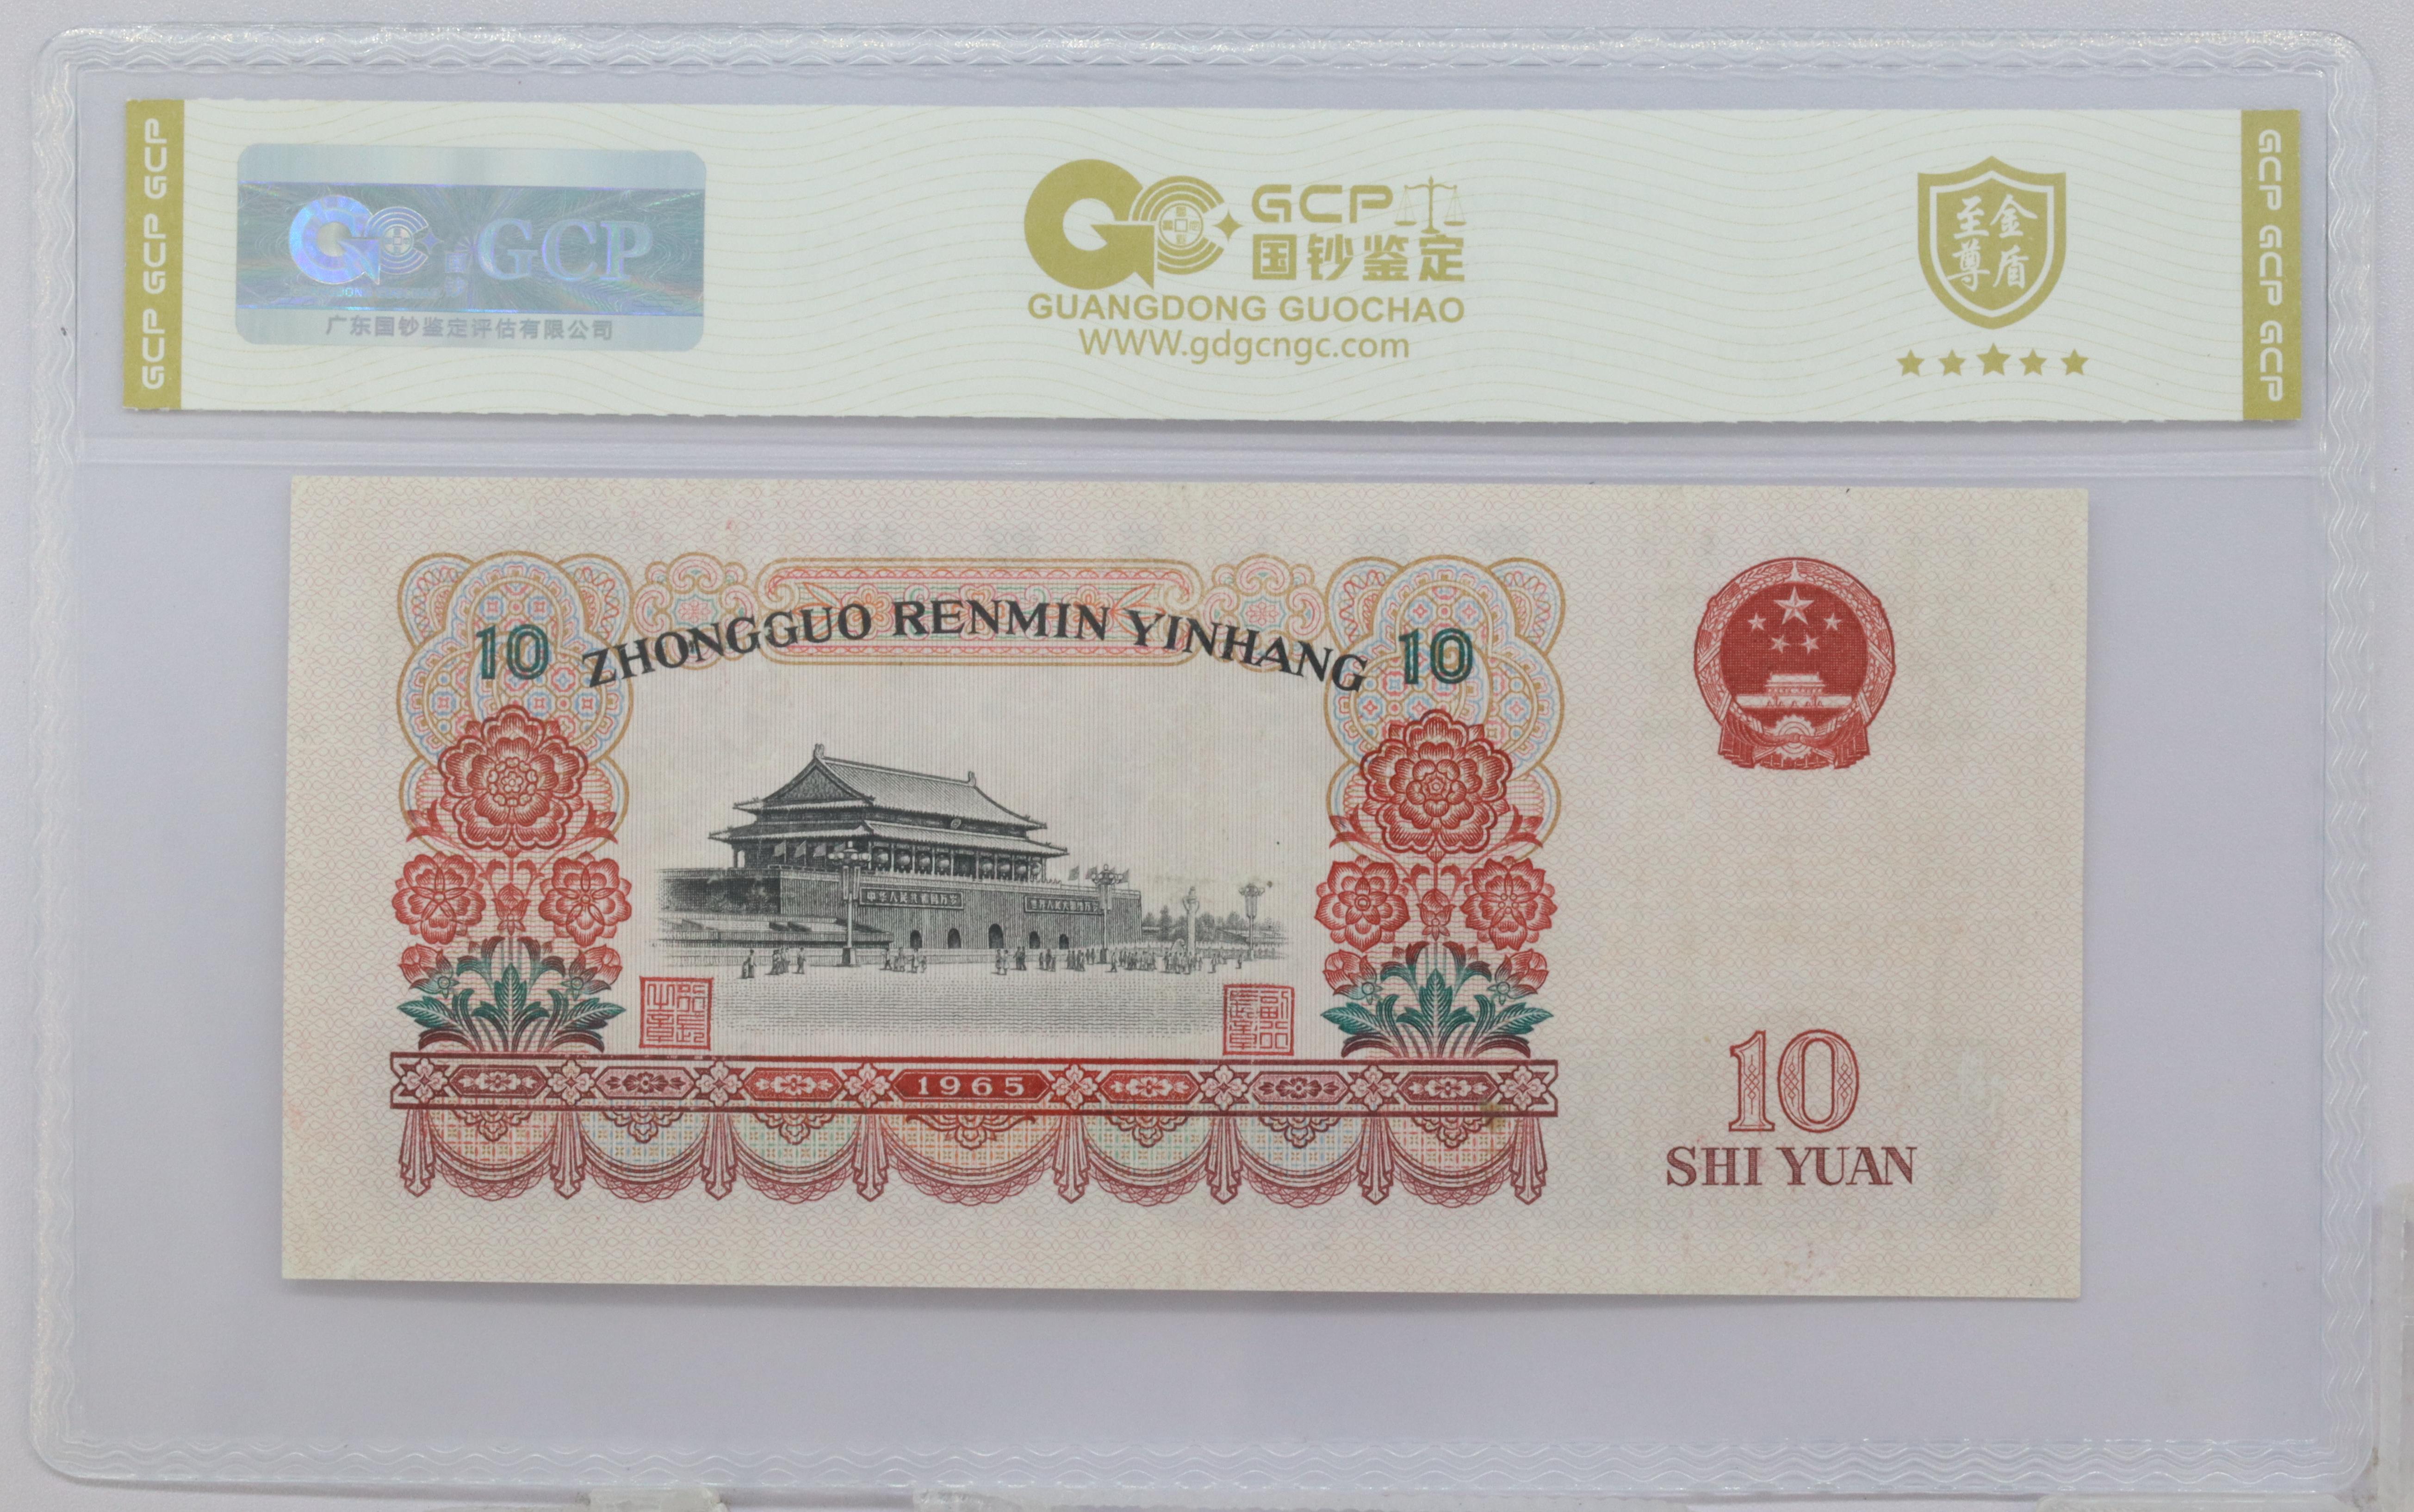 GCP GCP GCP
GCP
广东国钞鉴定评估有限公司
GCP
国钞鉴定
GUANGDONG GUOCHAO
WWW.gdgcngc.com
至尊金盾
GCP GCP GCP
10 ZHONGGUO RENMIN YINHANG 10
1965
10
SHI YUAN